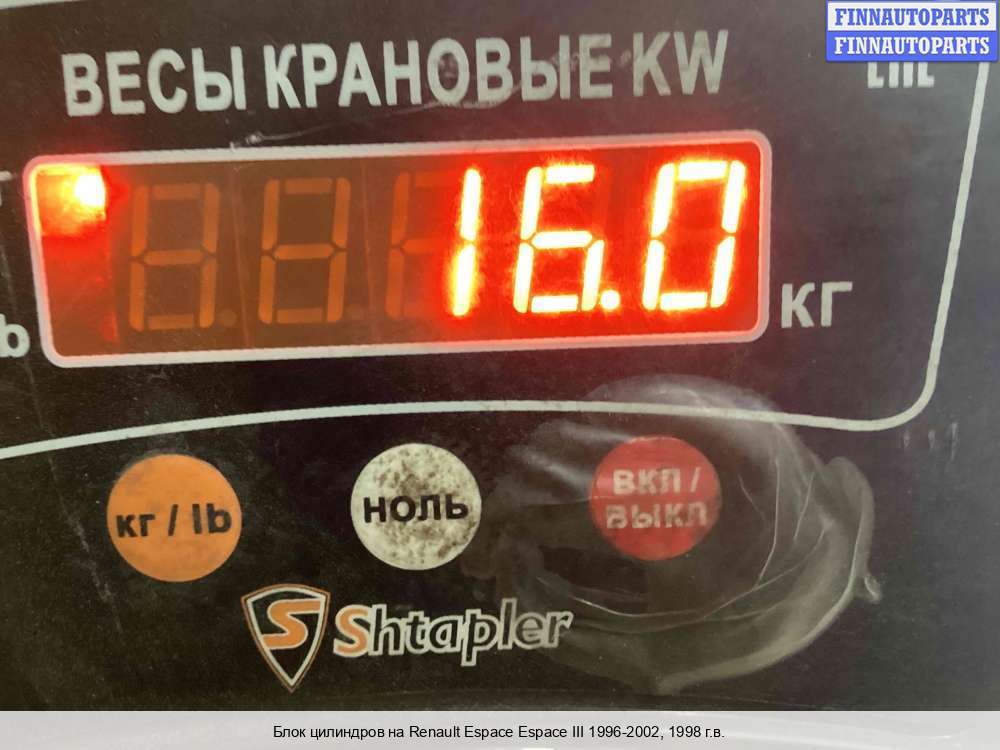 FINNAUTOPARTS
FINNAUTOPARTS
ВЕСЫ КРАНОВЫЕ KW
16.0
кг
кг / lb
НОЛЬ
ВКЛ /
ВЫКЛ
Shtapler
Блок цилиндров на Renault Espace Espace III 1996-2002, 1998 г.в.